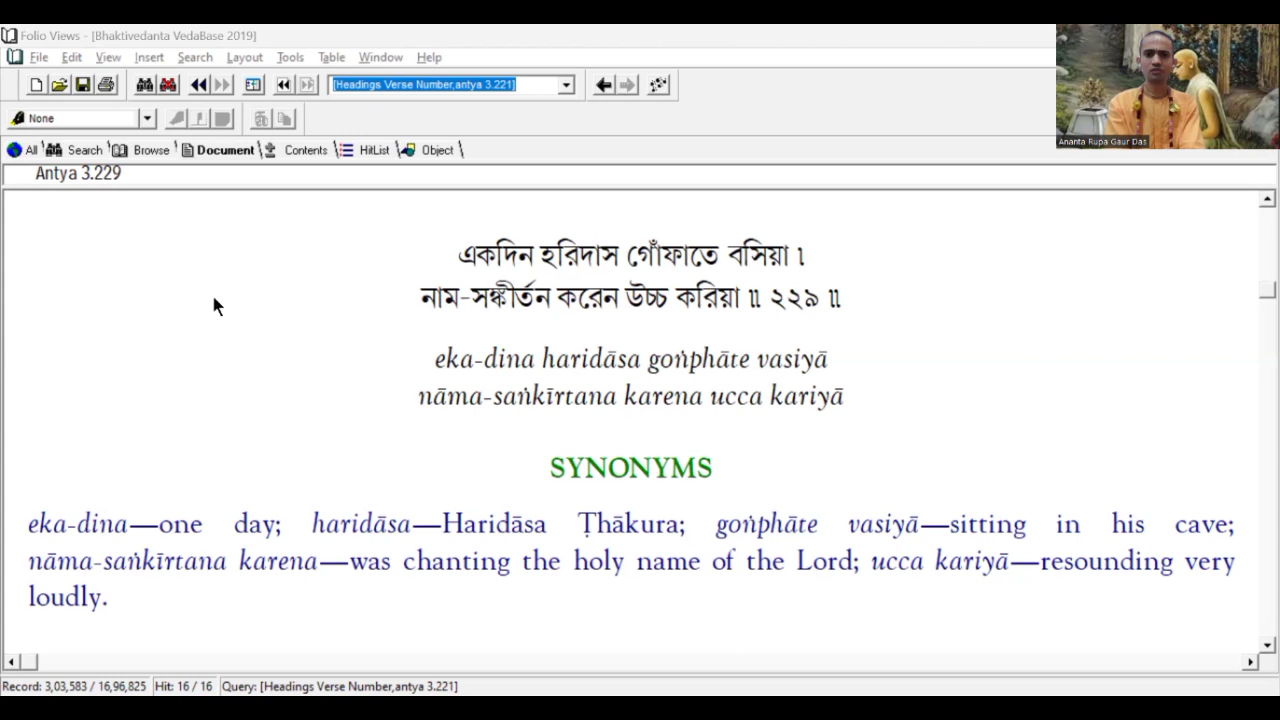 Folio Views - [Bhaktivedanta VedaBase 2019]
File Edit View Insert Search Layout Tools Table Window Help
[Headings Verse Number,antya 3.221]
None
All Search Browse Document Contents HitList Object
Ananta Rupa Gaur Das
Antya 3.229
একদিন হরিদাস গোঁফাতে বসিয়া ।
নাম-সঙ্কীর্তন করেন উচ্চ করিয়া ॥ ২২৯ ॥
eka-dina haridāsa goṅphāte vasiyā
nāma-saṅkīrtana karena ucca kariyā
SYNONYMS
eka-dina—one day; haridāsa—Haridāsa Ṭhākura; goṅphāte vasiyā—sitting in his cave;
nāma-saṅkīrtana karena—was chanting the holy name of the Lord; ucca kariyā—resounding very
loudly.
Record: 3,03,583 / 16,96,825 Hit: 16 / 16 Query: [Headings Verse Number,antya 3.221]